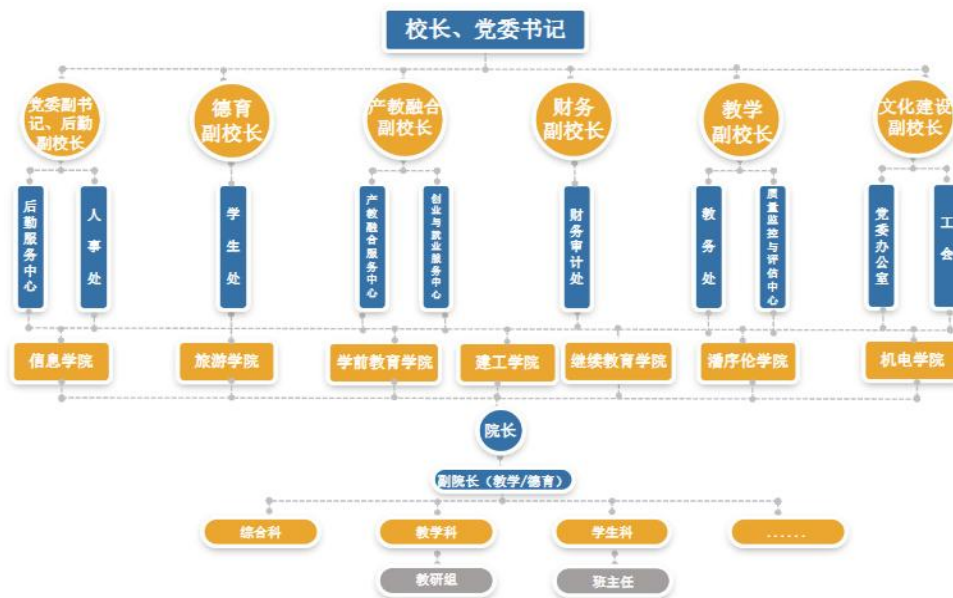 校长、党委书记
党委副书
记、后勤
副校长
德育
副校长
产教融合
副校长
财务
副校长
教学
副校长
文化建设
副校长
后勤服务中心
人事处
学生处
产教融合服务中心
创业与就业服务中心
财务审计处
教务处
质量监控与评估中心
党委办公室
工会
信息学院
旅游学院
学前教育学院
建工学院
继续教育学院
潘序伦学院
机电学院
院长
副院长（教学/德育）
综合科
教学科
学生科
......
教研组
班主任